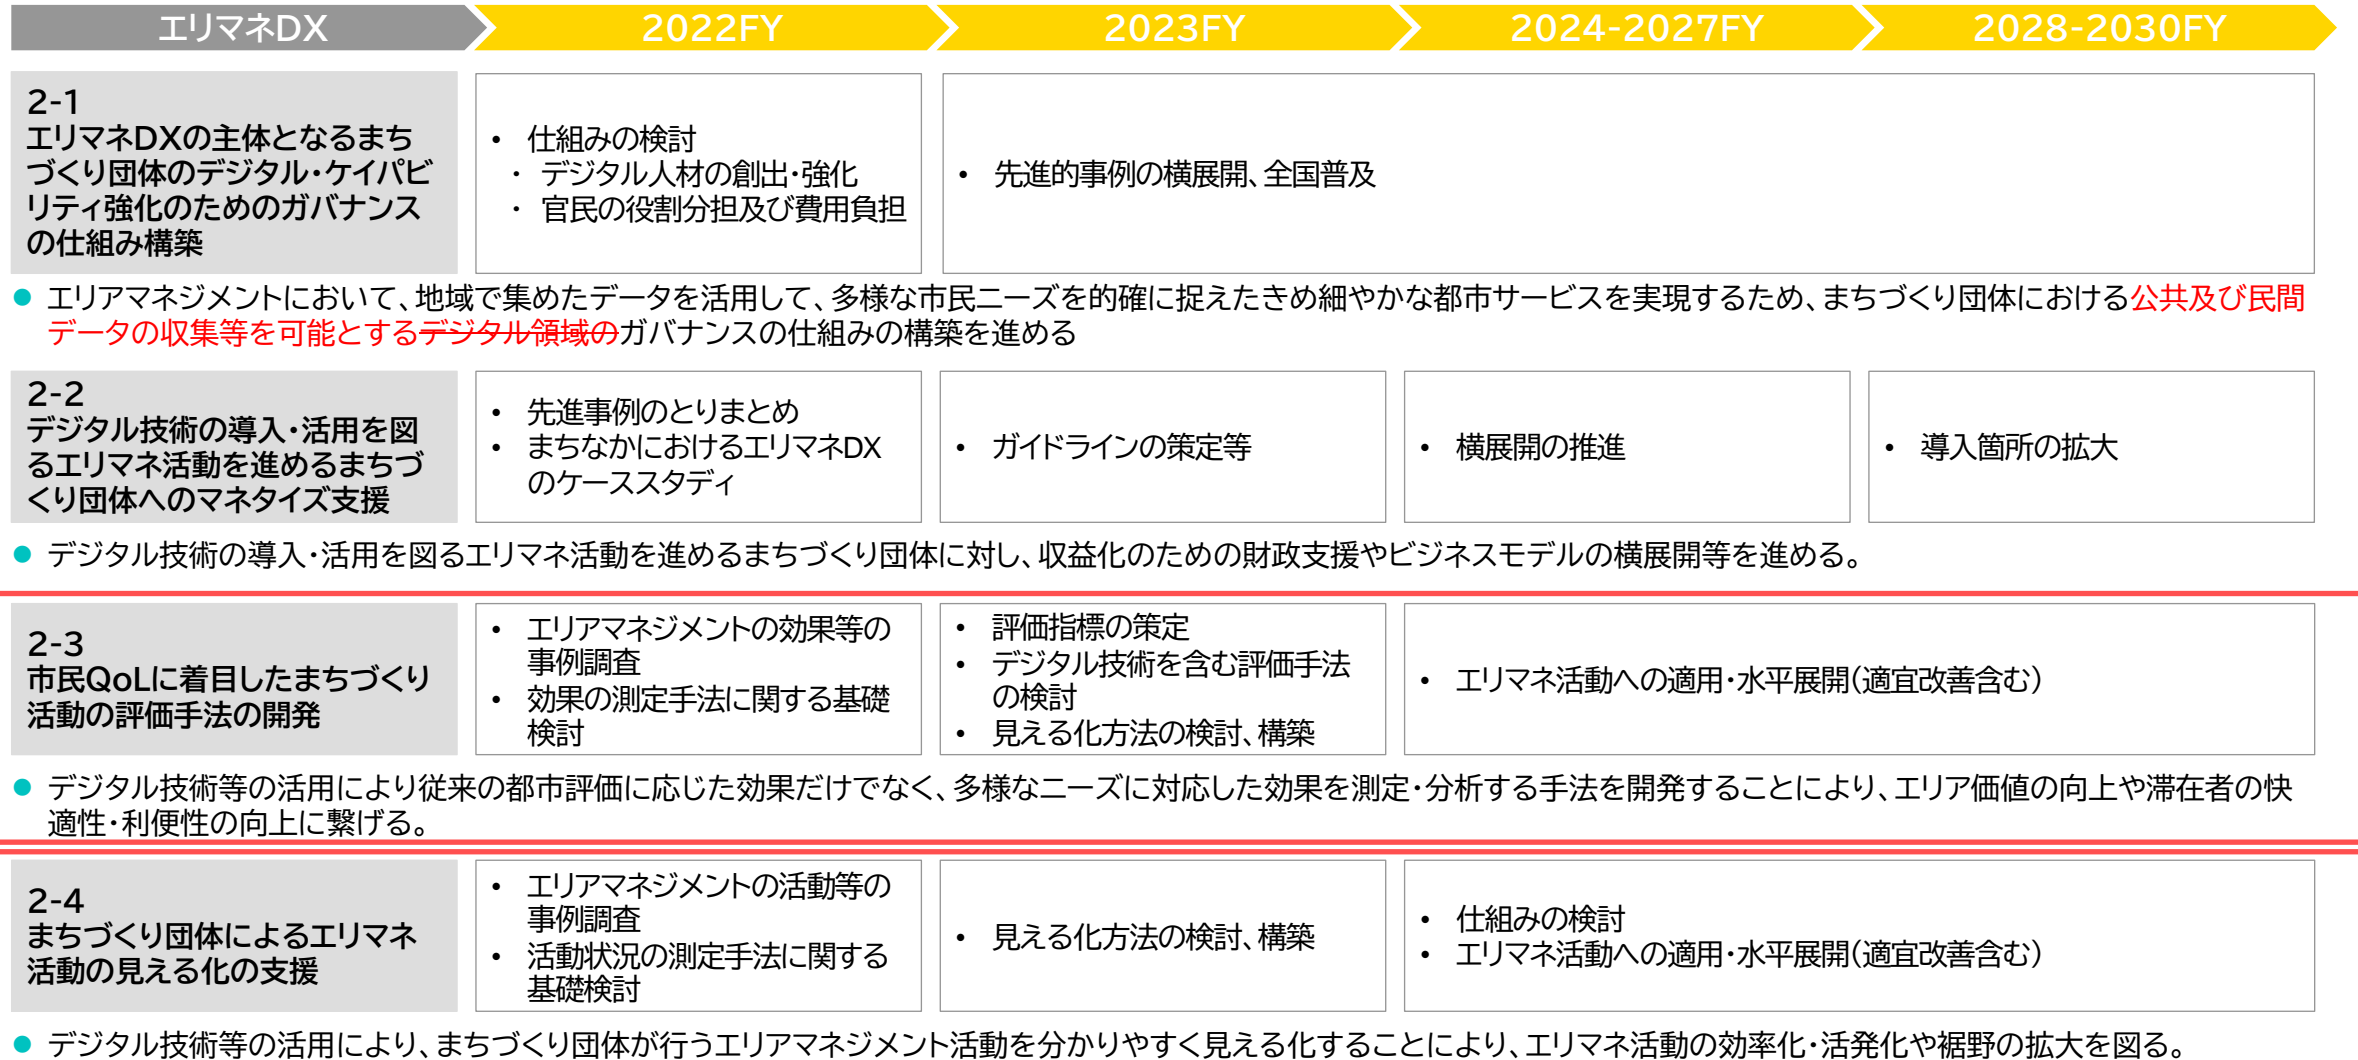 エリマネDX
2022FY
2023FY
2024-2027FY
2028-2030FY
2-1
エリマネDXの主体となるまち
づくり団体のデジタル・ケイパビ
リティ強化のためのガバナンス
の仕組み構築
• 仕組みの検討
・ デジタル人材の創出・強化
・ 官民の役割分担及び費用負担
• 先進的事例の横展開、全国普及
● エリアマネジメントにおいて、地域で集めたデータを活用して、多様な市民ニーズを的確に捉えたきめ細やかな都市サービスを実現するため、まちづくり団体における公共及び民間
データの収集等を可能とするデジタル領域のガバナンスの仕組みの構築を進める
2-2
デジタル技術の導入・活用を図
るエリマネ活動を進めるまちづ
くり団体へのマネタイズ支援
• 先進事例のとりまとめ
• まちなかにおけるエリマネDX
のケーススタディ
• ガイドラインの策定等
• 横展開の推進
• 導入箇所の拡大
● デジタル技術の導入・活用を図るエリマネ活動を進めるまちづくり団体に対し、収益化のための財政支援やビジネスモデルの横展開等を進める。
2-3
市民QoLに着目したまちづくり
活動の評価手法の開発
• エリアマネジメントの効果等の
事例調査
• 効果の測定手法に関する基礎
検討
• 評価指標の策定
• デジタル技術を含む評価手法
の検討
• 見える化方法の検討、構築
• エリマネ活動への適用・水平展開(適宜改善含む)
● デジタル技術等の活用により従来の都市評価に応じた効果だけでなく、多様なニーズに対応した効果を測定・分析する手法を開発することにより、エリア価値の向上や滞在者の快
適性・利便性の向上に繋げる。
2-4
まちづくり団体によるエリマネ
活動の見える化の支援
• エリアマネジメントの活動等の
事例調査
• 活動状況の測定手法に関する
基礎検討
• 見える化方法の検討、構築
• 仕組みの検討
• エリマネ活動への適用・水平展開(適宜改善含む)
● デジタル技術等の活用により、まちづくり団体が行うエリアマネジメント活動を分かりやすく見える化することにより、エリマネ活動の効率化・活発化や裾野の拡大を図る。